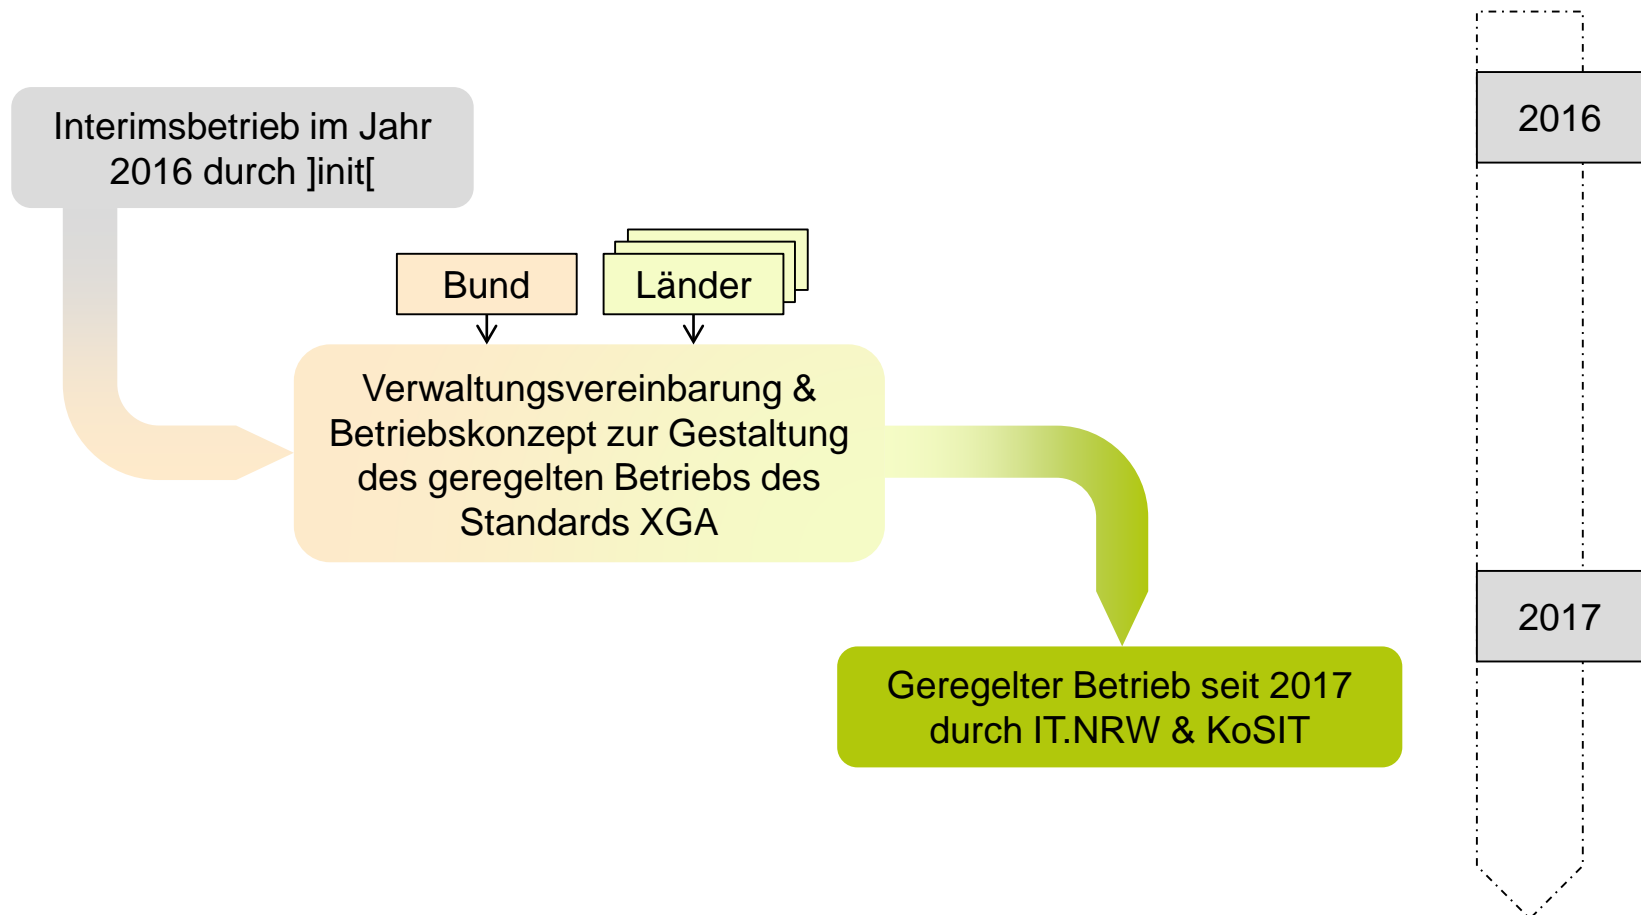 Interimsbetrieb im Jahr
2016 durch ]init[
2016
Bund
Länder
Verwaltungsvereinbarung &
Betriebskonzept zur Gestaltung
des geregelten Betriebs des
Standards XGA
2017
Geregelter Betrieb seit 2017
durch IT.NRW & KoSIT